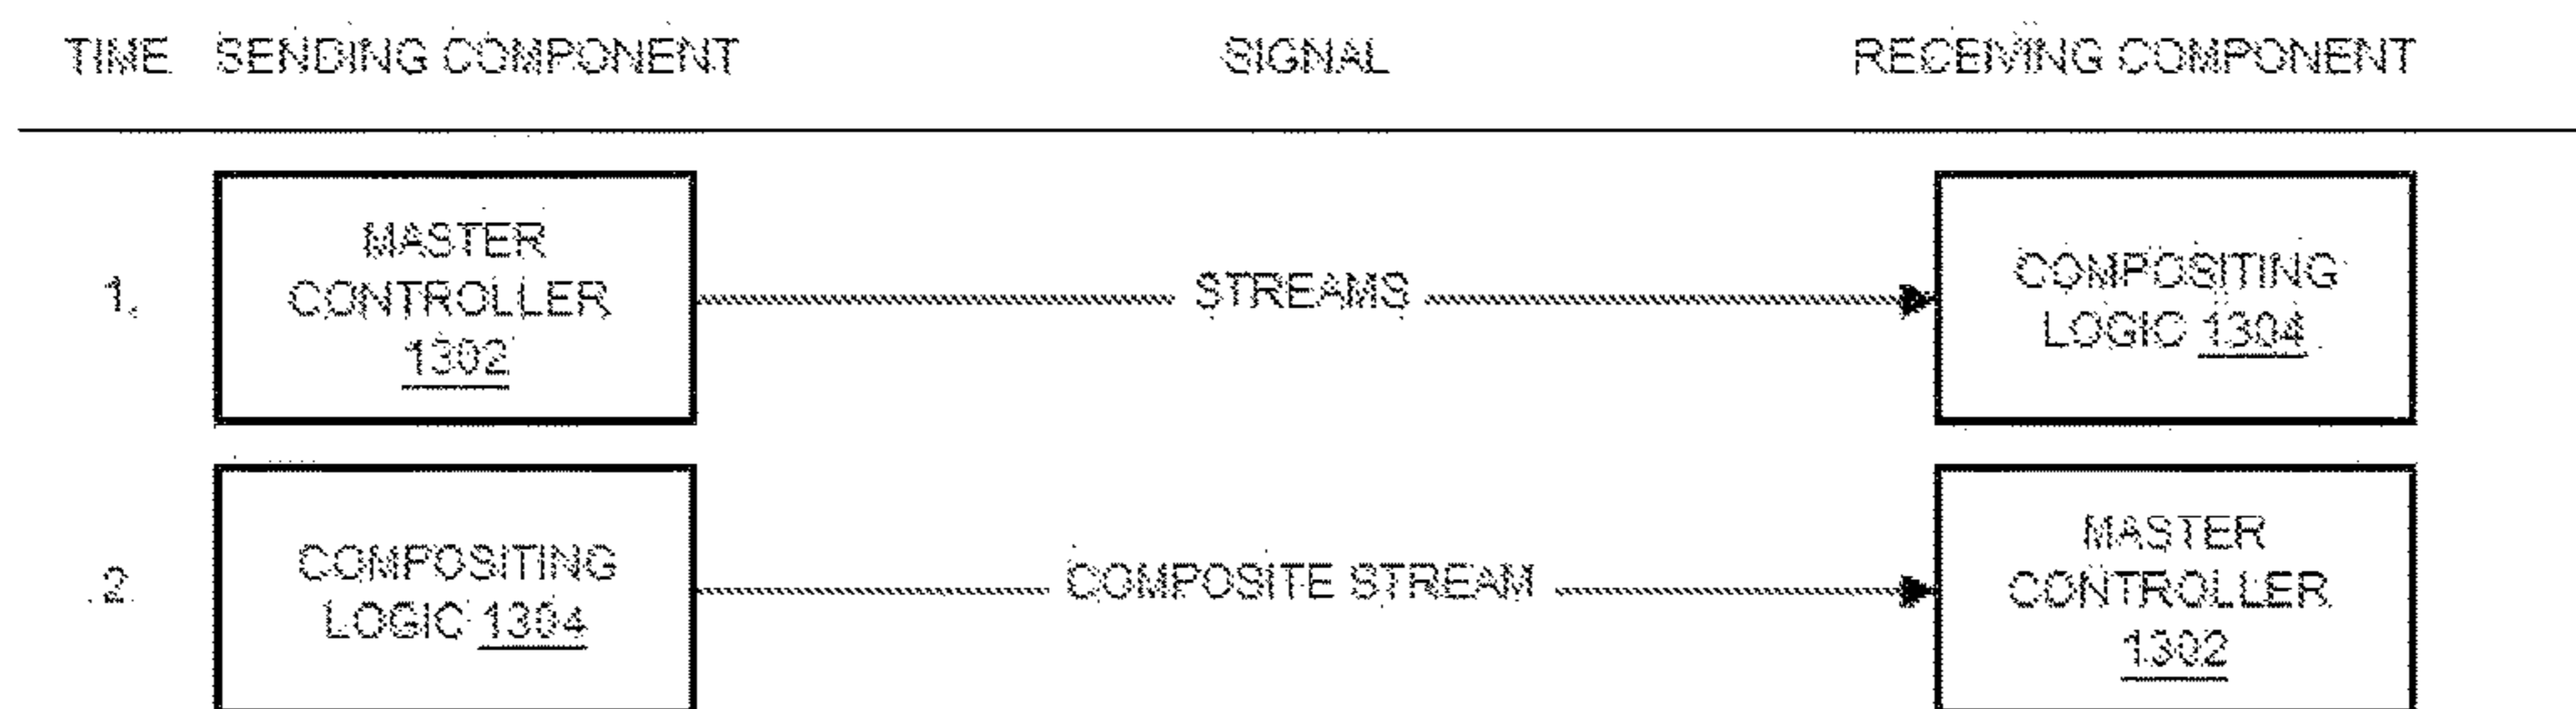 TIME SENDING COMPONENT SIGNAL RECEIVING COMPONENT
1. MASTER CONTROLLER 1302 STREAMS COMPOSITING LOGIC 1304
2. COMPOSITING LOGIC 1304 COMPOSITE STREAM MASTER CONTROLLER 1302